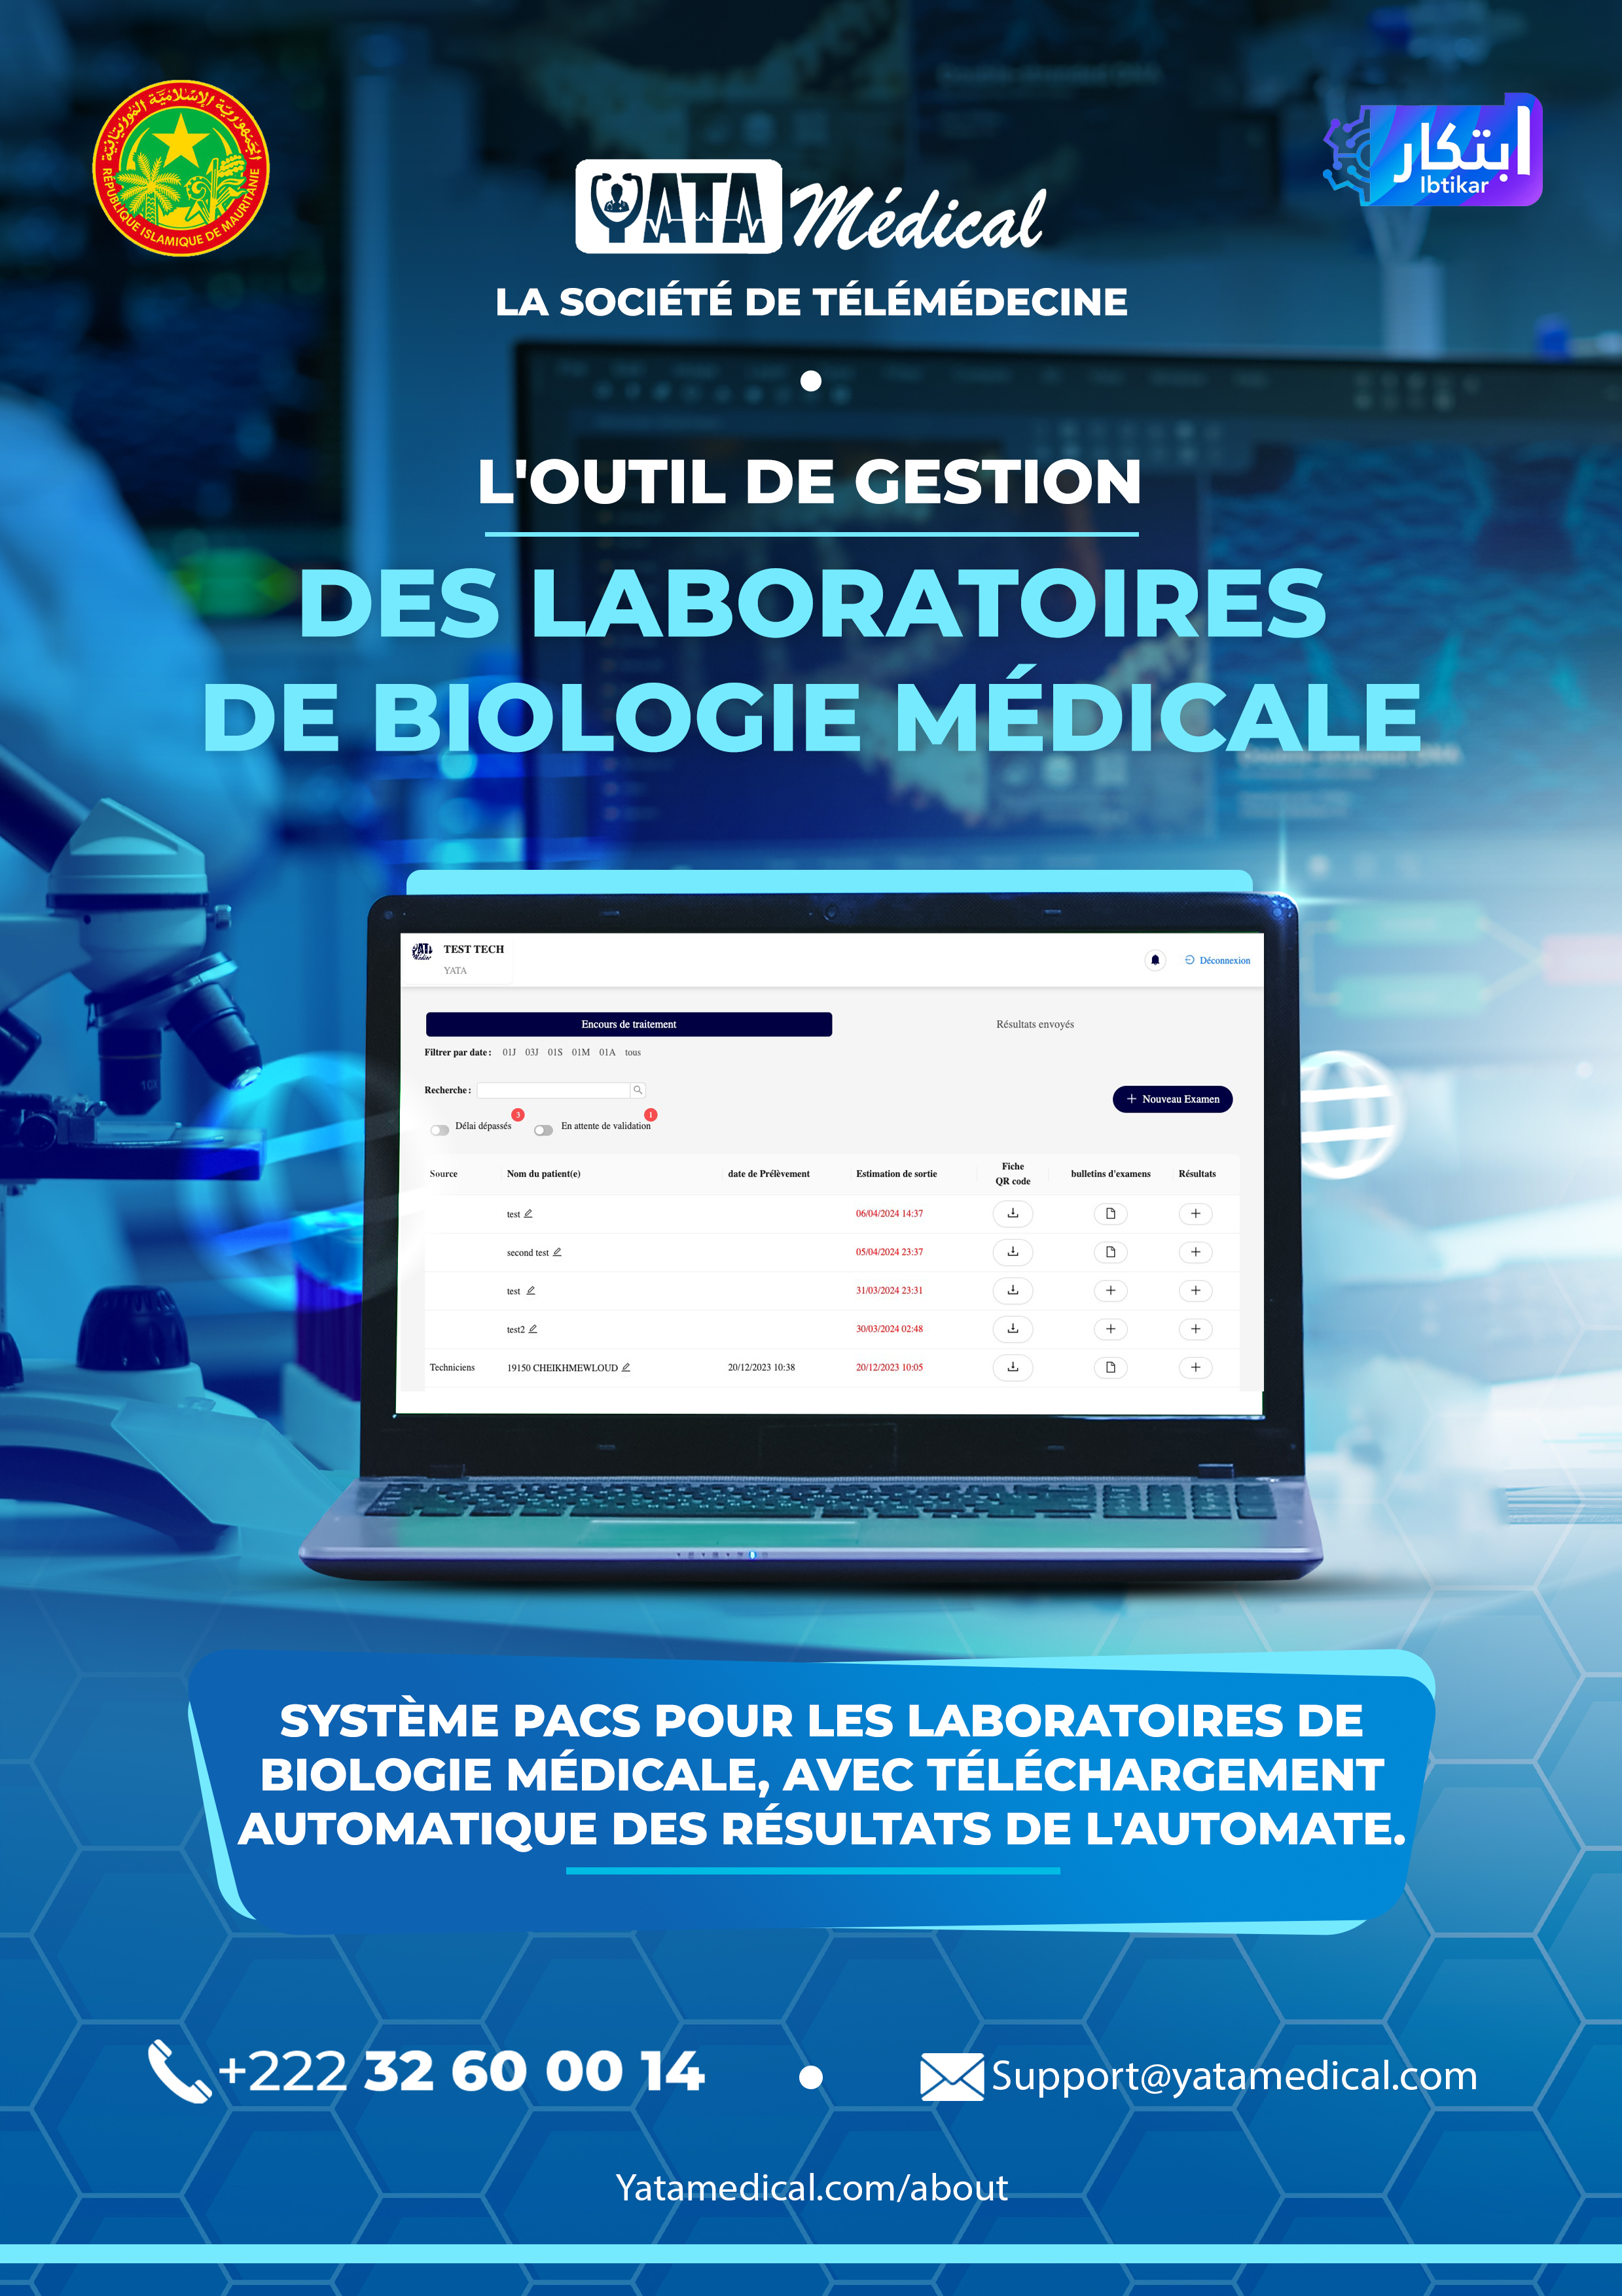 الجمهورية الإسلامية الموريتانية
RÉPUBLIQUE ISLAMIQUE DE MAURITANIE
ابتكار
Ibtikar
YATA Médical
LA SOCIÉTÉ DE TÉLÉMÉDECINE
L'OUTIL DE GESTION
DES LABORATOIRES
DE BIOLOGIE MÉDICALE
TEST TECH
YATA
Déconnexion
Encours de traitement
Résultats envoyés
Filtrer par date : 01J 03J 01S 01M 01A tous
Recherche :
+ Nouveau Examen
Délai dépassés 3 En attente de validation 1
Source Nom du patient(e) date de Prélèvement Estimation de sortie Fiche QR code bulletins d'examens Résultats
test 06/04/2024 14:37
second test 05/04/2024 23:37
test 31/03/2024 23:31
test2 30/03/2024 02:48
Techniciens 19150 CHEIKHMEWLOUD 20/12/2023 10:38 20/12/2023 10:05
10X
SYSTÈME PACS POUR LES LABORATOIRES DE
BIOLOGIE MÉDICALE, AVEC TÉLÉCHARGEMENT
AUTOMATIQUE DES RÉSULTATS DE L'AUTOMATE.
+222 32 60 00 14
Support@yatamedical.com
Yatamedical.com/about